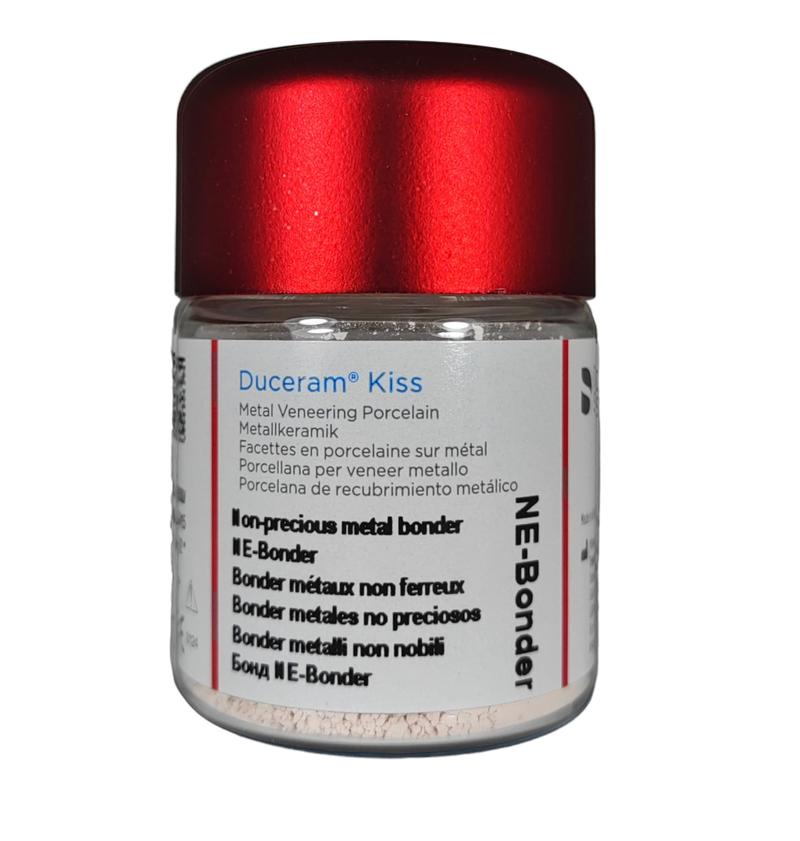 Duceram® Kiss
Metal Veneering Porcelain
Metallkeramik
Facettes en porcelaine sur métal
Porcellana per veneer metallo
Porcelana de recubrimiento metálico
Non-precious metal bonder
NE-Bonder
Bonder métaux non ferreux
Bonder metales no preciosos
Bonder metalli non nobili
Бонд NE-Bonder
NE-Bonder